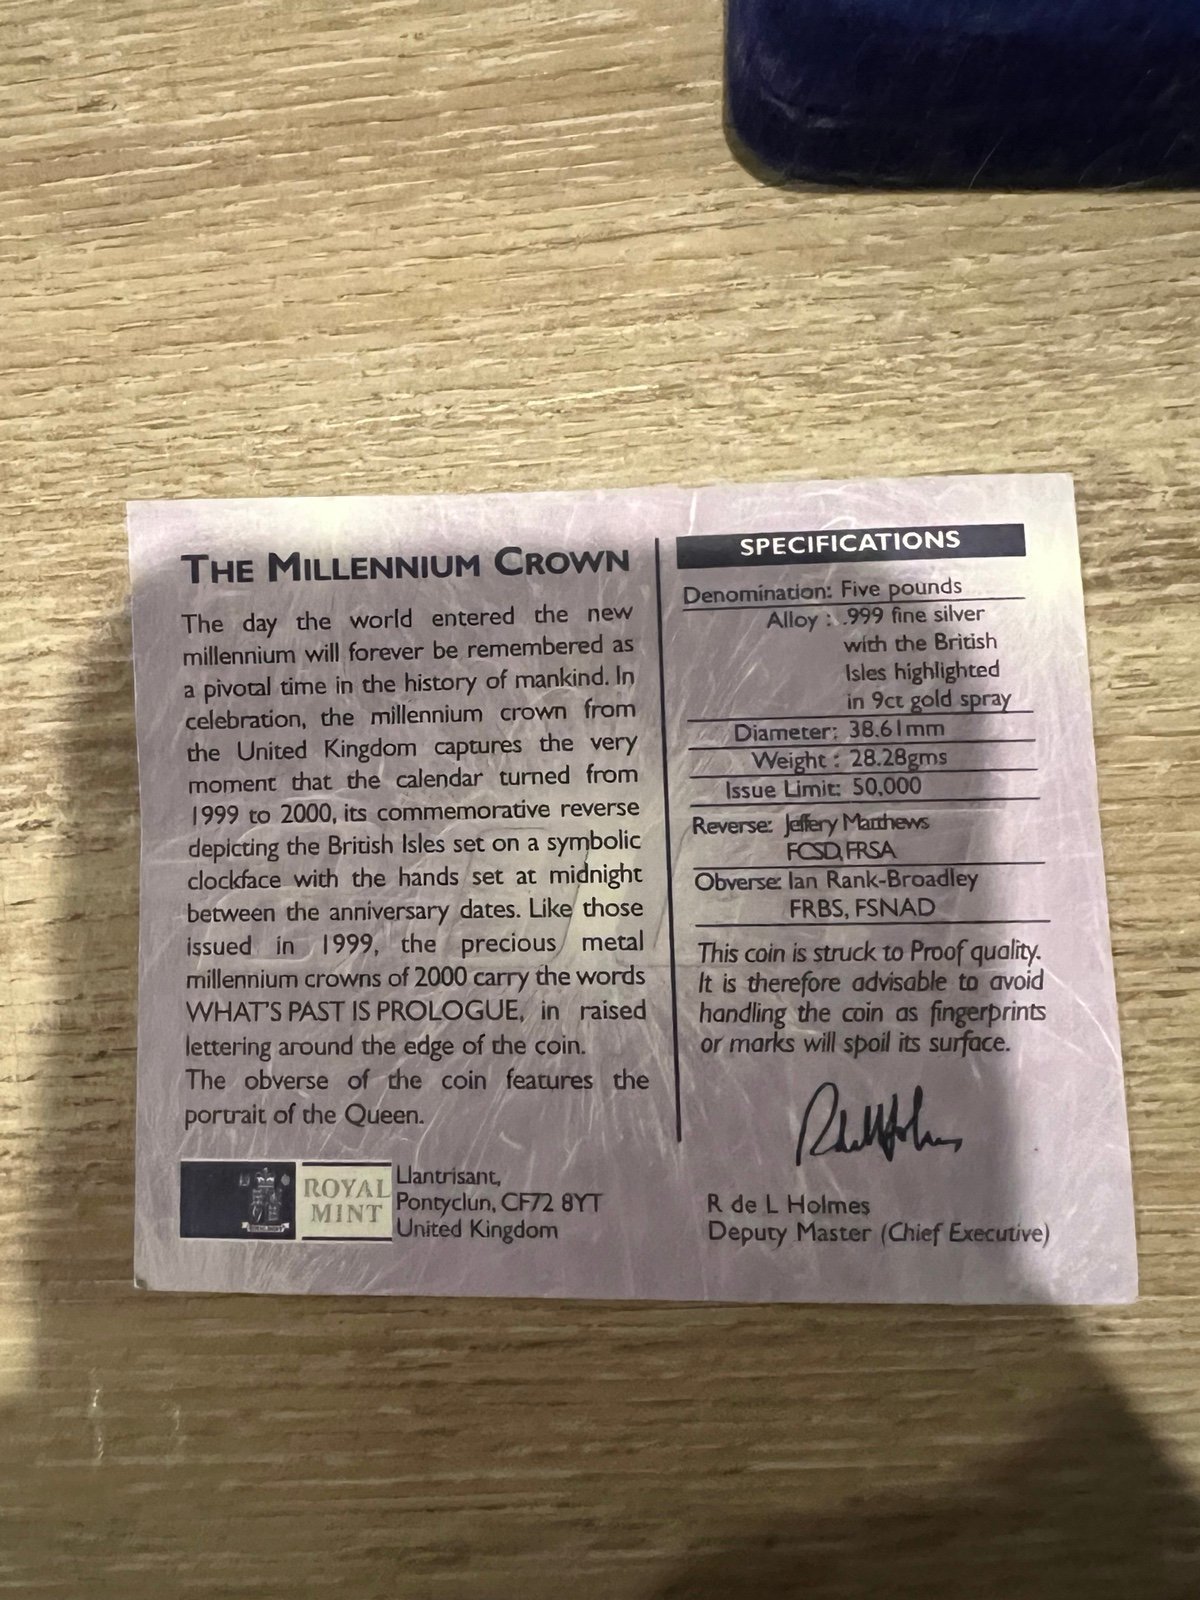 THE MILLENNIUM CROWN
The day the world entered the new
millennium will forever be remembered as
a pivotal time in the history of mankind. In
celebration, the millennium crown from
the United Kingdom captures the very
moment that the calendar turned from
1999 to 2000, its commemorative reverse
depicting the British Isles set on a symbolic
clockface with the hands set at midnight
between the anniversary dates. Like those
issued in 1999, the precious metal
millennium crowns of 2000 carry the words
WHAT'S PAST IS PROLOGUE, in raised
lettering around the edge of the coin.
The obverse of the coin features the
portrait of the Queen.
ROYAL
MINT
Llantrisant,
Pontyclun, CF72 8YT
United Kingdom
SPECIFICATIONS
Denomination: Five pounds
Alloy : .999 fine silver
with the British
Isles highlighted
in 9ct gold spray
Diameter: 38.61mm
Weight : 28.28gms
Issue Limit: 50,000
Reverse: Jeffery Matthews
FCSD, FRSA
Obverse: Ian Rank-Broadley
FRBS, FSNAD
This coin is struck to Proof quality.
It is therefore advisable to avoid
handling the coin as fingerprints
or marks will spoil its surface.
R de L Holmes
Deputy Master (Chief Executive)